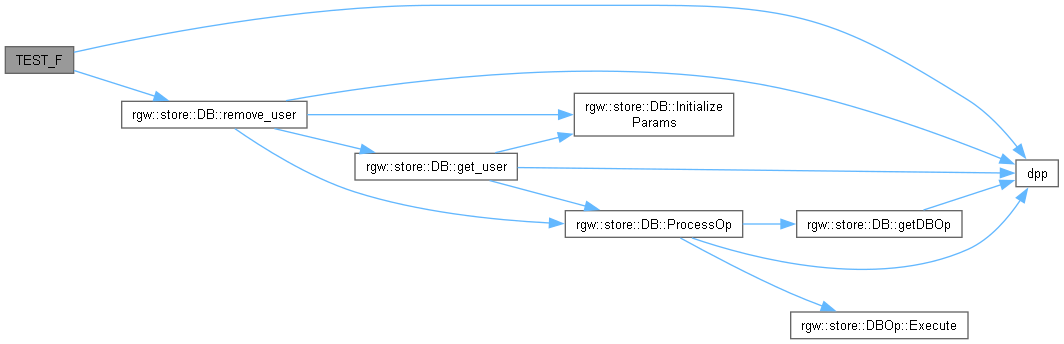 TEST_F
rgw::store::DB::remove_user
rgw::store::DB::Initialize
Params
rgw::store::DB::get_user
dpp
rgw::store::DB::ProcessOp
rgw::store::DB::getDBOp
rgw::store::DBOp::Execute